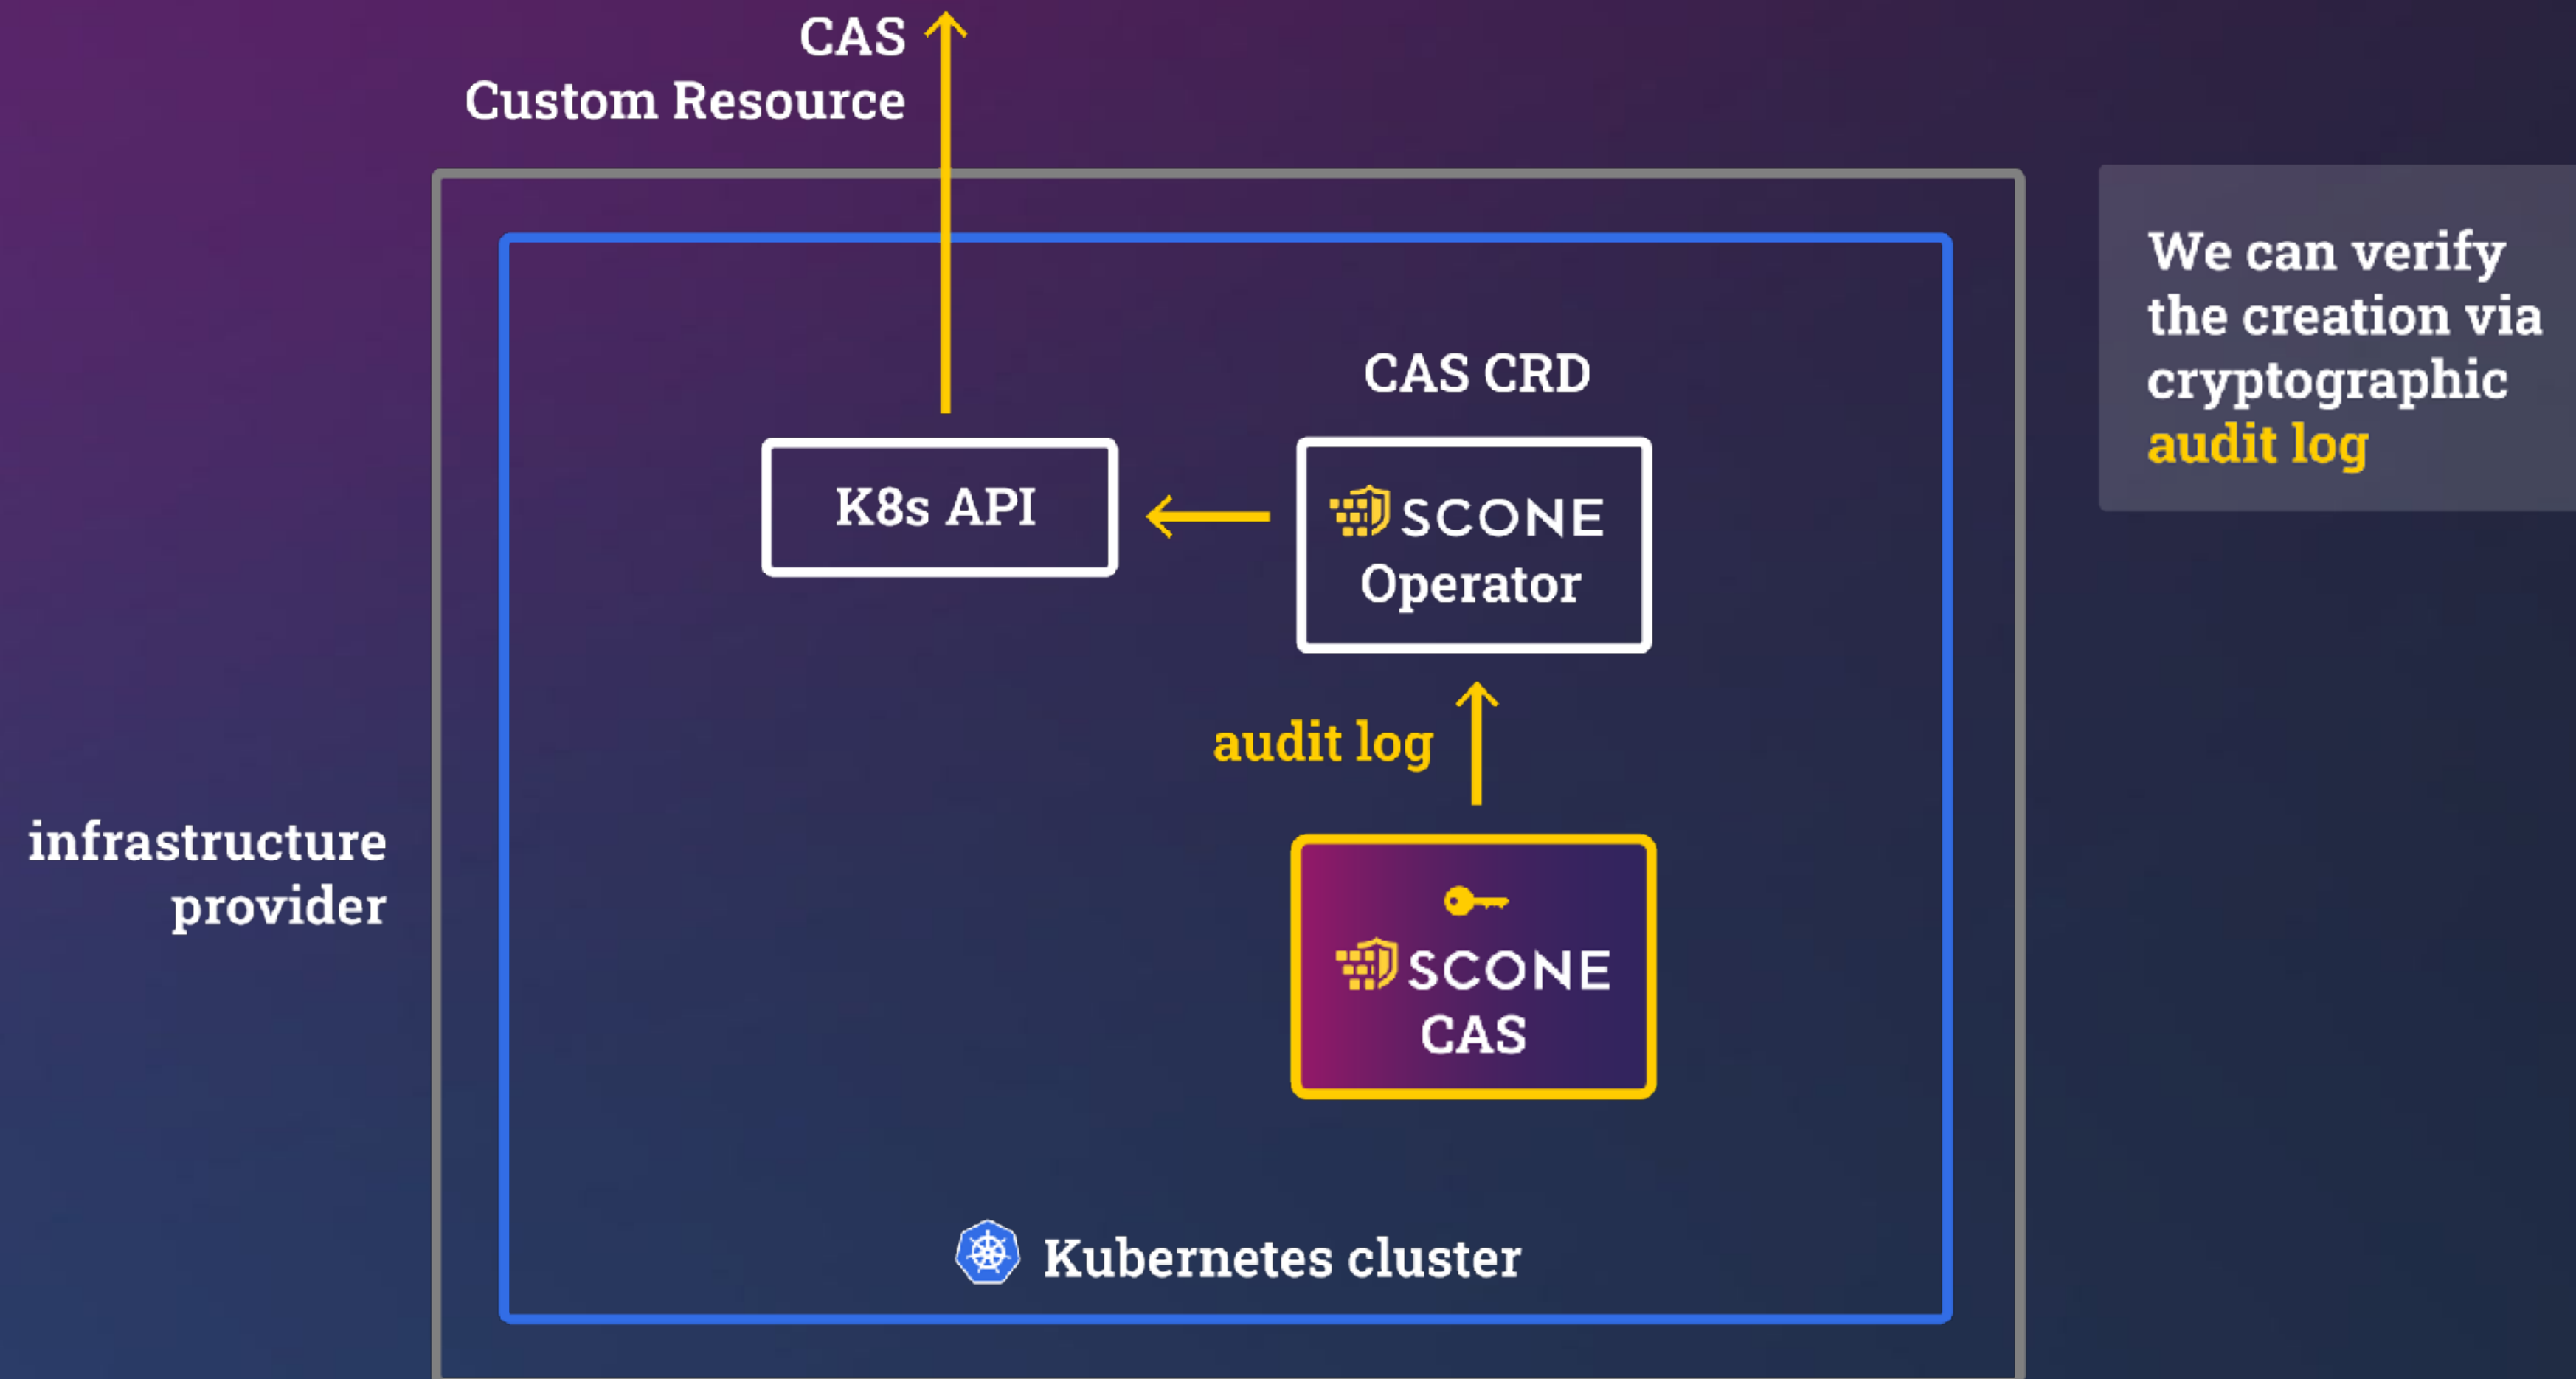 CAS
Custom Resource
We can verify
the creation via
cryptographic
audit log
CAS CRD
K8s API
SCONE
Operator
audit log
infrastructure
provider
SCONE
CAS
Kubernetes cluster